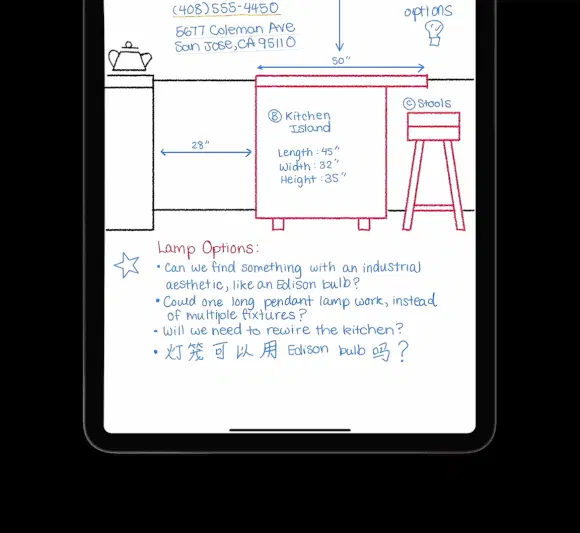 (408) 555-4450
5677 Coleman Ave
San Jose, CA 95110
options
50"
Ⓒ Stools
Ⓑ Kitchen
Island
28"
Length: 45"
Width: 32"
Height: 35"
Lamp Options:
• Can we find something with an industrial
aesthetic, like an Edison bulb?
• Could one long pendant lamp work, instead
of multiple fixtures?
• Will we need to rewire the kitchen?
• 灯笼可以用 Edison bulb 吗?